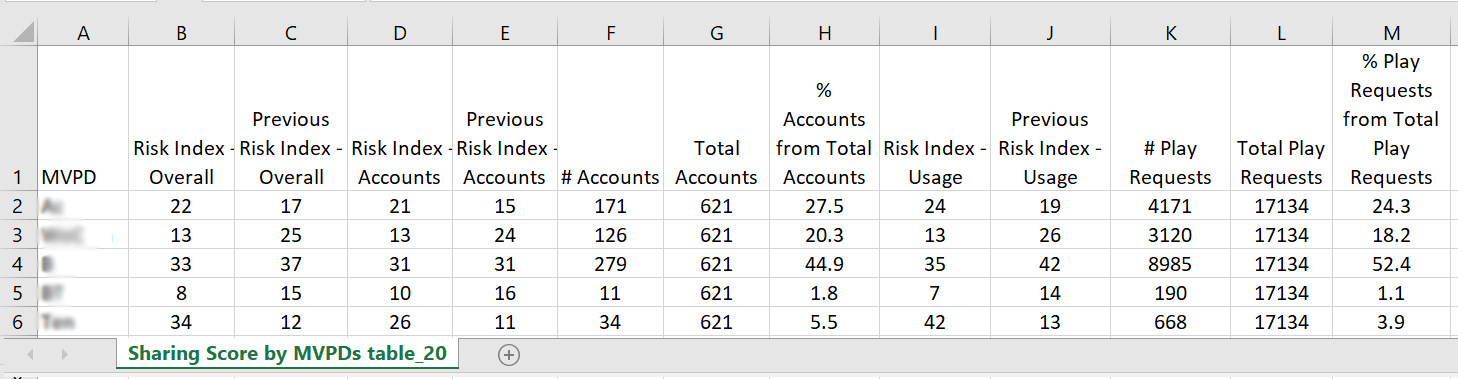 A B C D E F G H I J K L M
1 MVPD Risk Index - Overall Previous Risk Index - Overall Risk Index - Accounts Previous Risk Index - Accounts # Accounts Total Accounts % Accounts from Total Accounts Risk Index - Usage Previous Risk Index - Usage # Play Requests Total Play Requests % Play Requests from Total Play Requests
2 22 17 21 15 171 621 27.5 24 19 4171 17134 24.3
3 13 25 13 24 126 621 20.3 13 26 3120 17134 18.2
4 33 37 31 31 279 621 44.9 35 42 8985 17134 52.4
5 8 15 10 16 11 621 1.8 7 14 190 17134 1.1
6 34 12 26 11 34 621 5.5 42 13 668 17134 3.9
Sharing Score by MVPDs table_20